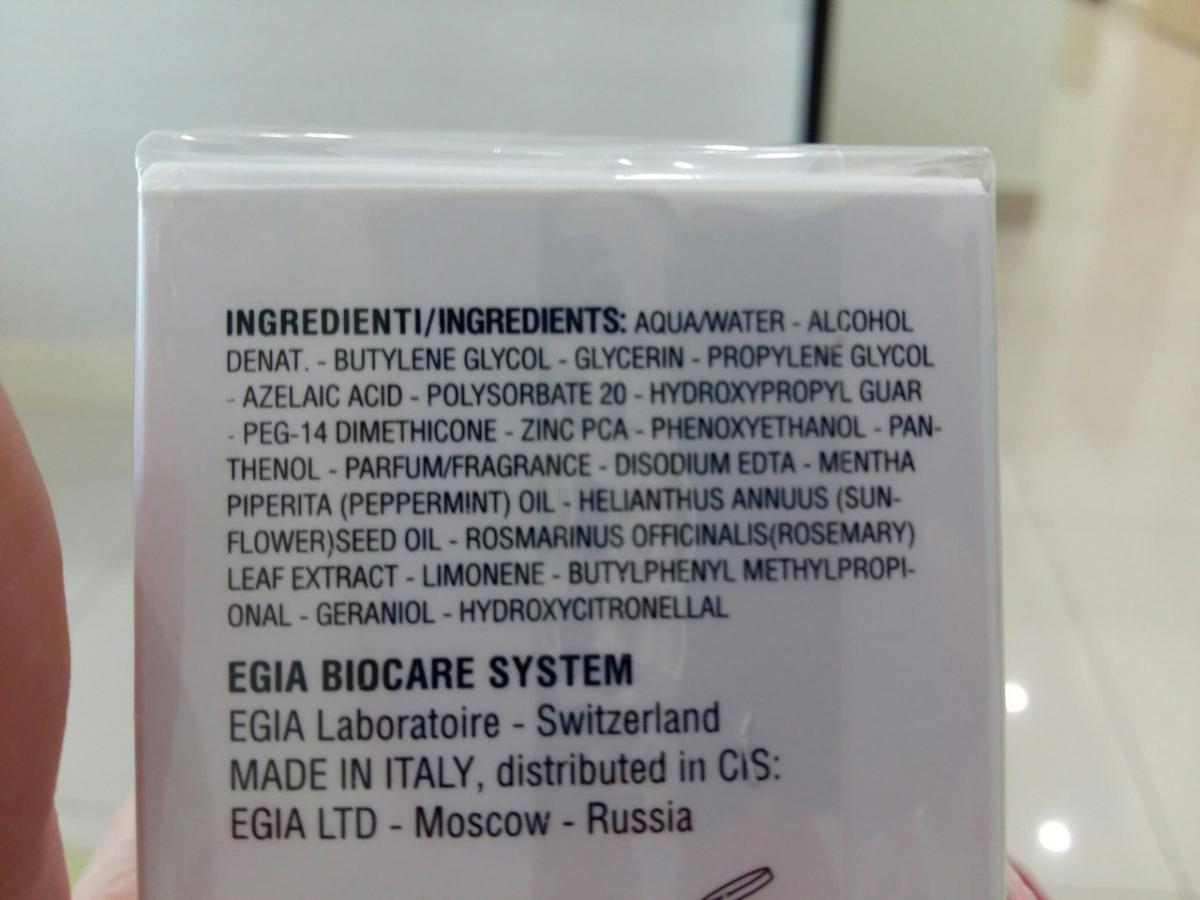 INGREDIENTI/INGREDIENTS: AQUA/WATER - ALCOHOL
DENAT. - BUTYLENE GLYCOL - GLYCERIN - PROPYLENE GLYCOL
- AZELAIC ACID - POLYSORBATE 20 - HYDROXYPROPYL GUAR
- PEG-14 DIMETHICONE - ZINC PCA - PHENOXYETHANOL - PAN-
THENOL - PARFUM/FRAGRANCE - DISODIUM EDTA - MENTHA
PIPERITA (PEPPERMINT) OIL - HELIANTHUS ANNUUS (SUN-
FLOWER)SEED OIL - ROSMARINUS OFFICINALIS(ROSEMARY)
LEAF EXTRACT - LIMONENE - BUTYLPHENYL METHYLPROPI-
ONAL - GERANIOL - HYDROXYCITRONELLAL
EGIA BIOCARE SYSTEM
EGIA Laboratoire - Switzerland
MADE IN ITALY, distributed in CIS:
EGIA LTD - Moscow - Russia